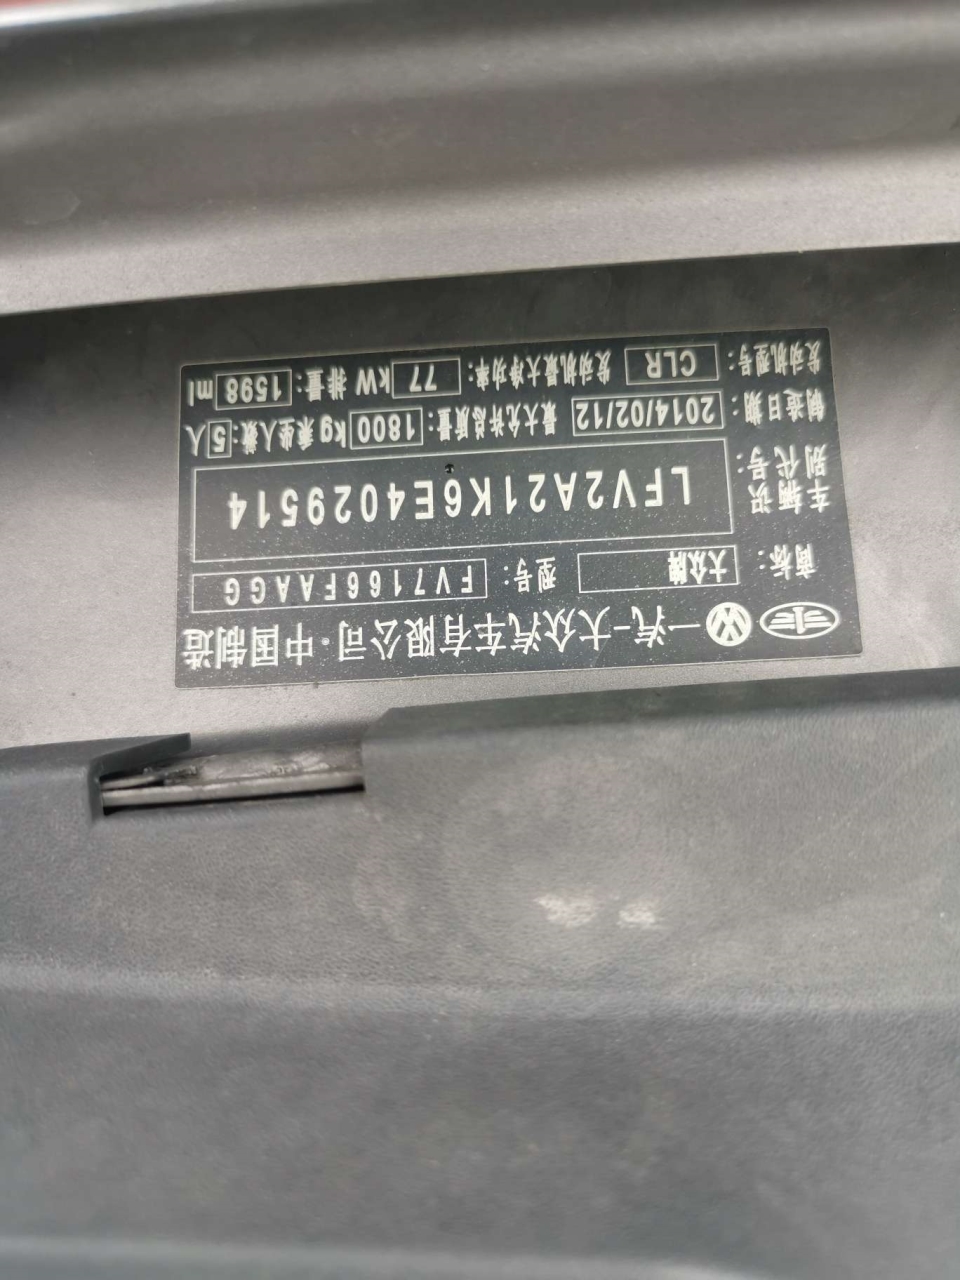 一汽-大众汽车有限公司·中国制造
商标: 大众牌 型号: FV7166FAAGG
车辆识别代号: LFV2A21K6E4029514
制造日期: 2014/02/12 最大允许总质量: 1800 kg 乘坐人数: 5 人
发动机型号: CLR 发动机最大净功率: 77 kW 排量: 1598 ml